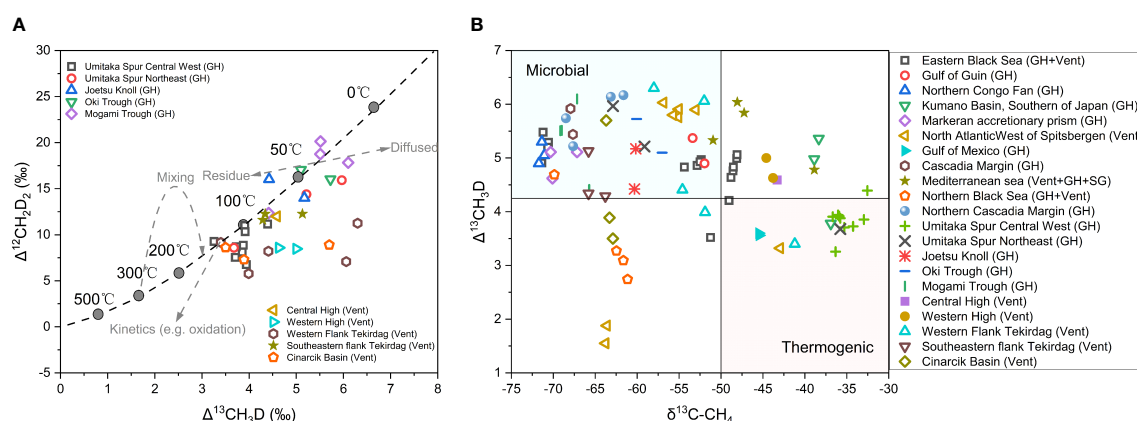 A
30
25
20
15
10
5
0
-5
Δ¹²CH₂D₂ (‰)
Umitaka Spur Central West (GH)
Umitaka Spur Northeast (GH)
Joetsu Knoll (GH)
Oki Trough (GH)
Mogami Trough (GH)
0℃
50℃
Diffused
Residue
Mixing
100℃
200℃
300℃
500℃
Kinetics (e.g. oxidation)
Central High (Vent)
Western High (Vent)
Western Flank Tekirdag (Vent)
Southeastern flank Tekirdag (Vent)
Cinarcik Basin (Vent)
0 1 2 3 4 5 6 7 8
Δ¹³CH₃D (‰)
B
7
6
5
4
3
2
1
Δ¹³CH₃D
Microbial
Thermogenic
-75 -70 -65 -60 -55 -50 -45 -40 -35 -30
δ¹³C-CH₄
Eastern Black Sea (GH+Vent)
Gulf of Guin (GH)
Northern Congo Fan (GH)
Kumano Basin, Southern of Japan (GH)
Markeran accretionary prism (GH)
North AtlanticWest of Spitsbergen (Vent)
Gulf of Mexico (GH)
Cascadia Margin (GH)
Mediterranean sea (Vent+GH+SG)
Northern Black Sea (GH+Vent)
Northern Cascadia Margin (GH)
Umitaka Spur Central West (GH)
Umitaka Spur Northeast (GH)
Joetsu Knoll (GH)
Oki Trough (GH)
Mogami Trough (GH)
Central High (Vent)
Western High (Vent)
Western Flank Tekirdag (Vent)
Southeastern flank Tekirdag (Vent)
Cinarcik Basin (Vent)